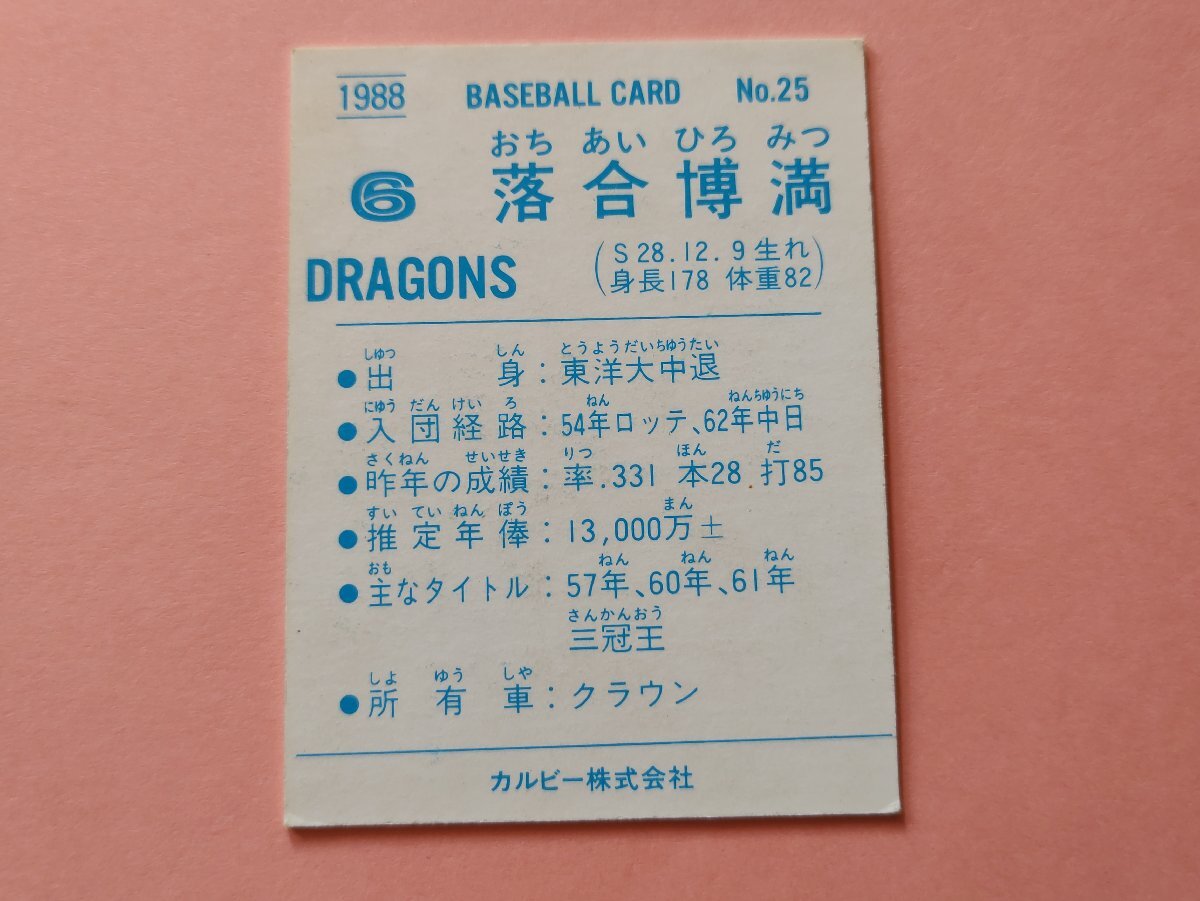 1988 BASEBALL CARD No.25
おち あい ひろ みつ
6 落合博満
DRAGONS
(S28.12.9生れ
身長178 体重82)
しゅつ しん とうようだいちゆうたい
●出身:東洋大中退
にゆう だん けい ろ ねん ねんちゆうにち
●入団経路:54年ロッテ、62年中日
さくねん せいせき りつ ほん だ
●昨年の成績:率.331 本28 打85
すい てい ねん ぽう まん
●推定年俸:13,000万±
おも ねん ねん ねん
●主なタイトル:57年、60年、61年
さんかんおう
三冠王
しよ ゆう しや
●所有車:クラウン
カルビー株式会社